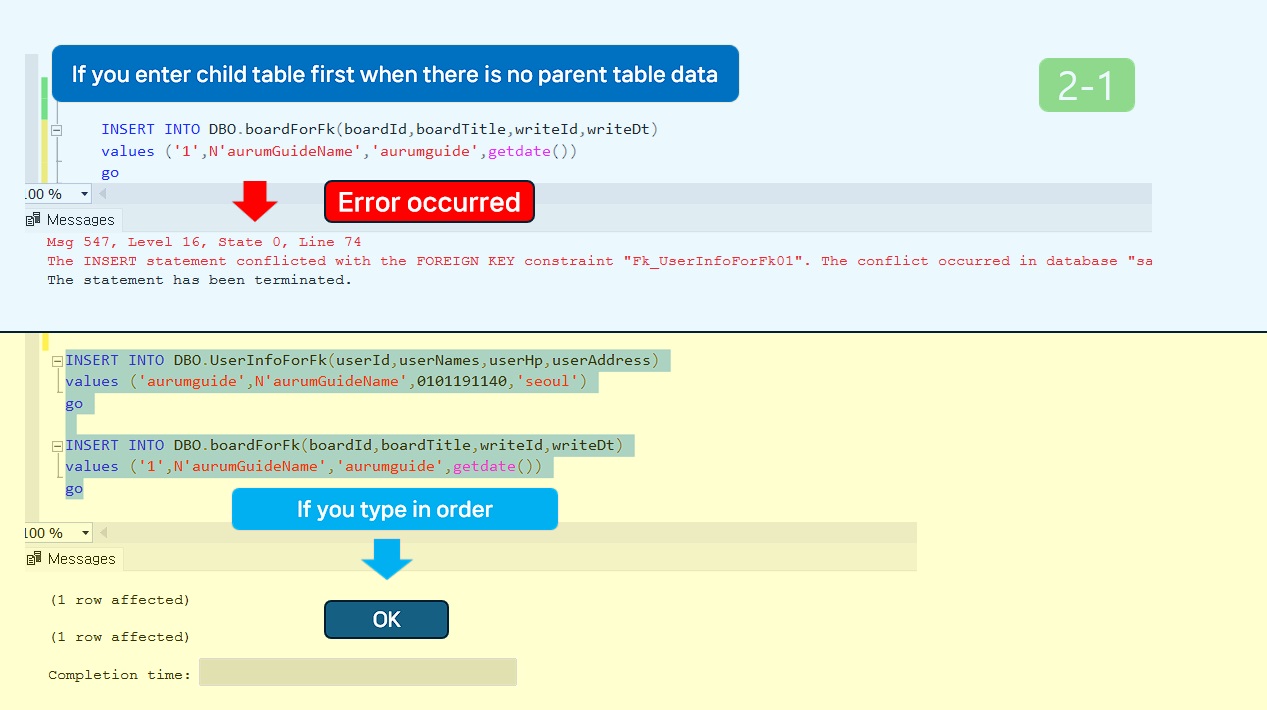 If you enter child table first when there is no parent table data
2-1
INSERT INTO DBO.boardForFk(boardId,boardTitle,writeId,writeDt)
values ('1',N'aurumGuideName','aurumguide',getdate())
go
.00 %
Error occurred
Messages
Msg 547, Level 16, State 0, Line 74
The INSERT statement conflicted with the FOREIGN KEY constraint "Fk_UserInfoForFk01". The conflict occurred in database "sa
The statement has been terminated.
INSERT INTO DBO.UserInfoForFk(userId,userNames,userHp,userAddress)
values ('aurumguide',N'aurumGuideName',0101191140,'seoul')
go
INSERT INTO DBO.boardForFk(boardId,boardTitle,writeId,writeDt)
values ('1',N'aurumGuideName','aurumguide',getdate())
go
If you type in order
100 %
Messages
(1 row affected)
OK
(1 row affected)
Completion time: